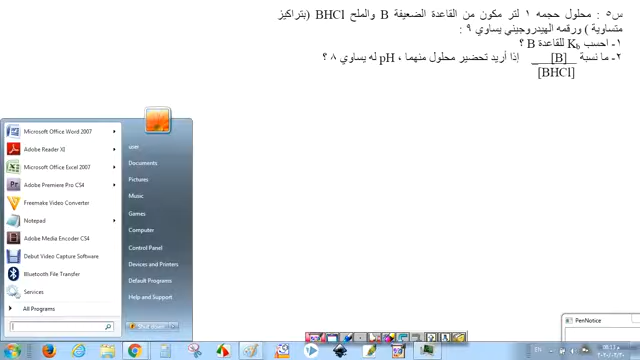 س٥ : محلول حجمه ١ لتر مكون من القاعدة الضعيفة B والملح BHCl (بتراكيز
متساوية ) ورقمه الهيدروجيني يساوي ٩ :
١- احسب Kb للقاعدة B ؟
٢- ما نسبة [B] إذا أريد تحضير محلول منهما ، pH له يساوي ٨ ؟
[BHCl]
Microsoft Office Word 2007
Adobe Reader XI
Microsoft Office Excel 2007
Adobe Premiere Pro CS4
Freemake Video Converter
Notepad
Adobe Media Encoder CS4
Debut Video Capture Software
Bluetooth File Transfer
Services
All Programs
user
Documents
Pictures
Music
Games
Computer
Control Panel
Devices and Printers
Default Programs
Help and Support
Shut down
PenNotice
EN